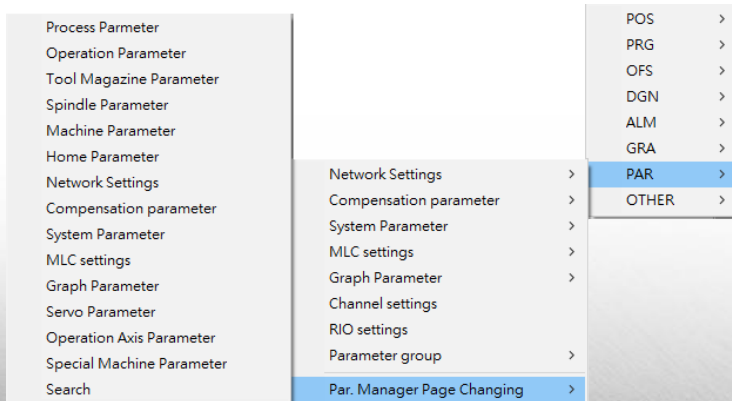 Process Parmeter
Operation Parameter
Tool Magazine Parameter
Spindle Parameter
Machine Parameter
Home Parameter
Network Settings
Compensation parameter
System Parameter
MLC settings
Graph Parameter
Servo Parameter
Operation Axis Parameter
Special Machine Parameter
Search
Network Settings
Compensation parameter
System Parameter
MLC settings
Graph Parameter
Channel settings
RIO settings
Parameter group
Par. Manager Page Changing
POS
PRG
OFS
DGN
ALM
GRA
PAR
OTHER